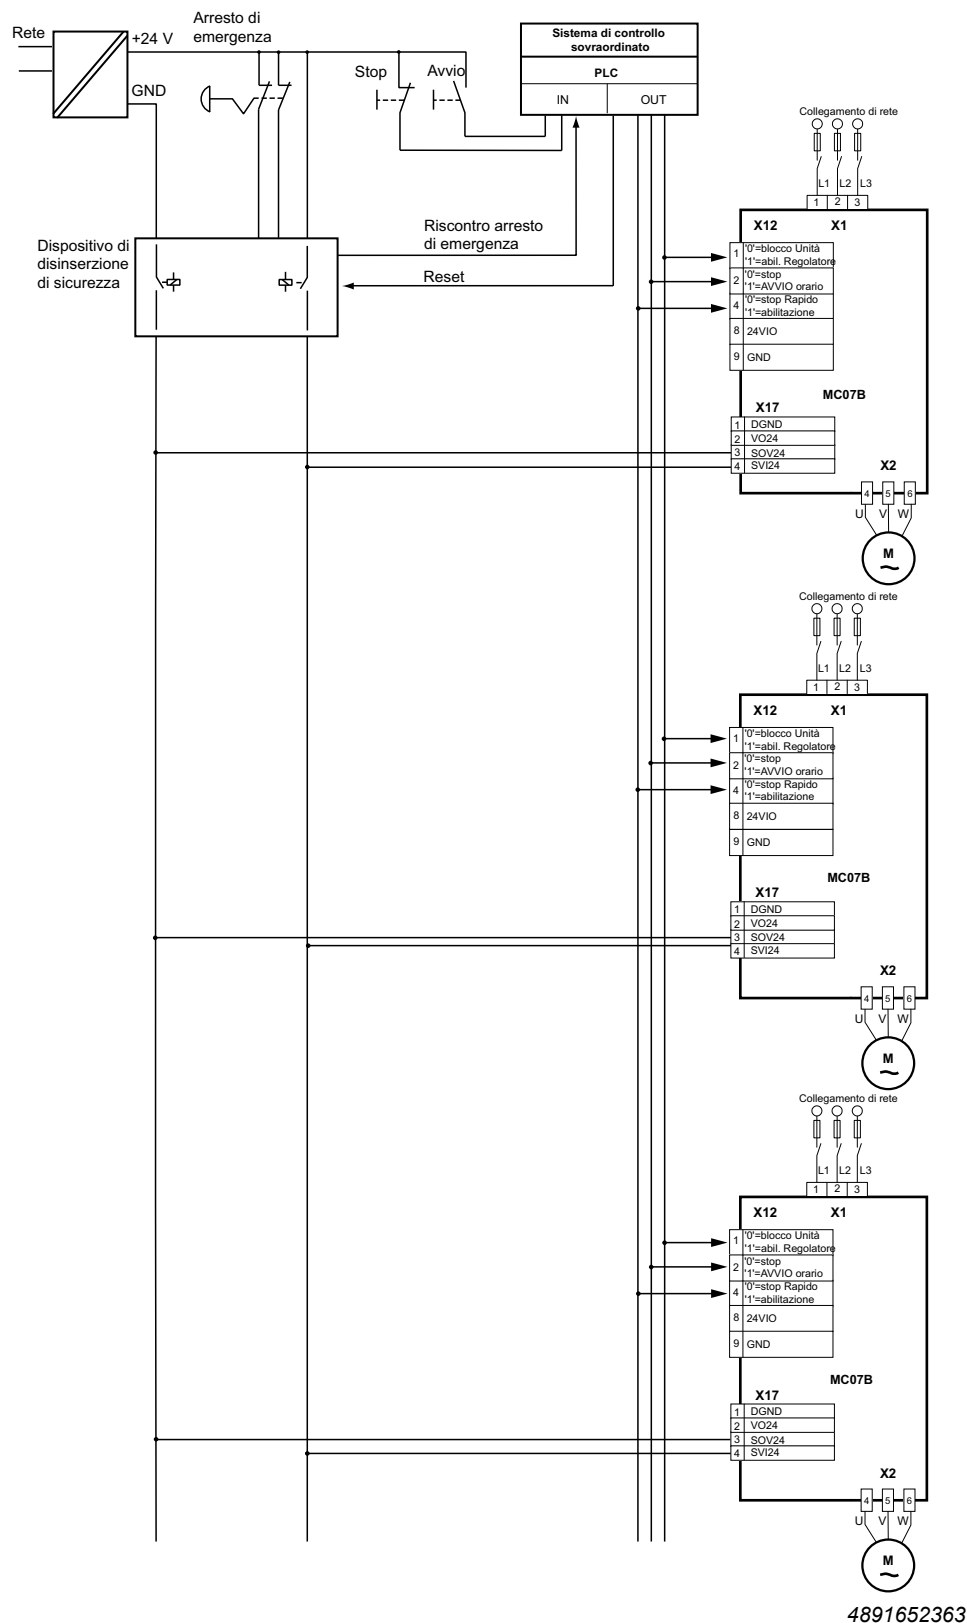 Rete
+24 V
GND
Arresto di
emergenza
Stop
Avvio
Sistema di controllo
sovraordinato
PLC
IN
OUT
Riscontro arresto
di emergenza
Reset
Dispositivo di
disinserzione
di sicurezza
Collegamento di rete
L1
L2
L3
1
2
3
X12
X1
1
'0'=blocco Unità
'1'=abil. Regolatore
2
'0'=stop
'1'=AVVIO orario
4
'0'=stop Rapido
'1'=abilitazione
8
24VIO
9
GND
MC07B
X17
1
DGND
2
VO24
3
SOV24
4
SVI24
X2
4
5
6
U
V
W
M
Collegamento di rete
L1
L2
L3
1
2
3
X12
X1
1
'0'=blocco Unità
'1'=abil. Regolatore
2
'0'=stop
'1'=AVVIO orario
4
'0'=stop Rapido
'1'=abilitazione
8
24VIO
9
GND
MC07B
X17
1
DGND
2
VO24
3
SOV24
4
SVI24
X2
4
5
6
U
V
W
M
Collegamento di rete
L1
L2
L3
1
2
3
X12
X1
1
'0'=blocco Unità
'1'=abil. Regolatore
2
'0'=stop
'1'=AVVIO orario
4
'0'=stop Rapido
'1'=abilitazione
8
24VIO
9
GND
MC07B
X17
1
DGND
2
VO24
3
SOV24
4
SVI24
X2
4
5
6
U
V
W
M
4891652363